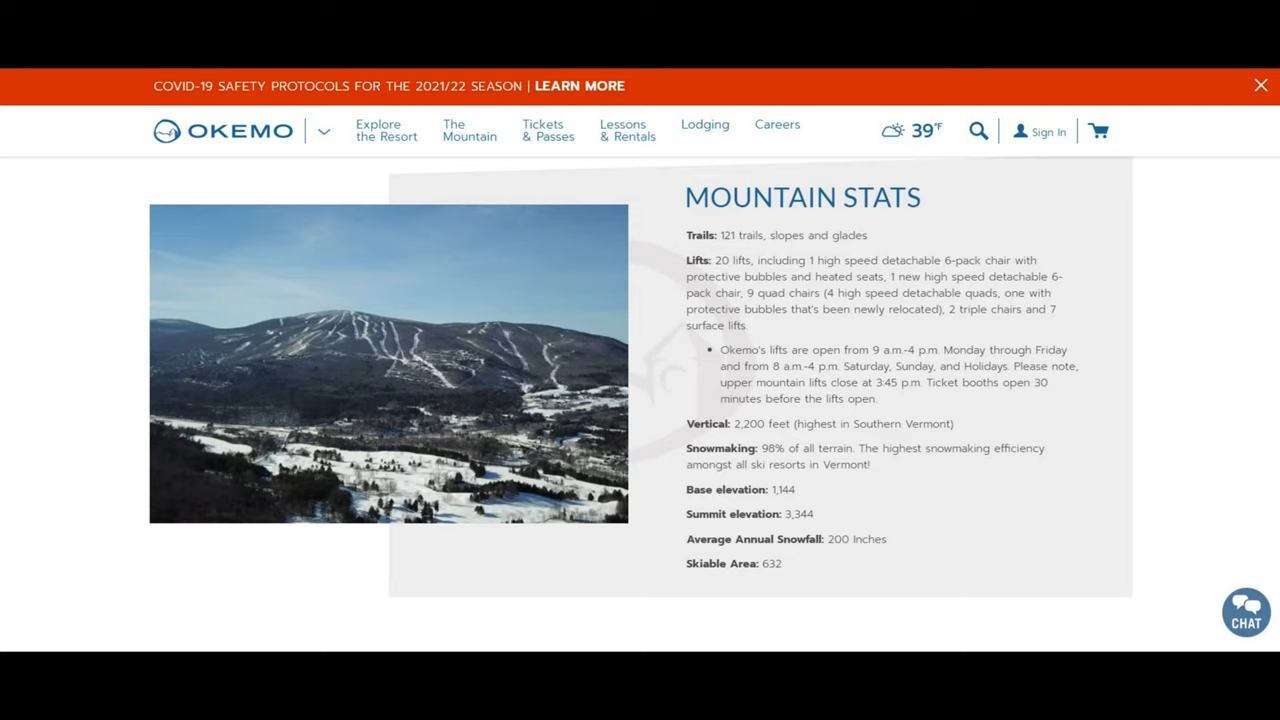 COVID-19 SAFETY PROTOCOLS FOR THE 2021/22 SEASON | LEARN MORE
OKEMO
Explore
the Resort
The
Mountain
Tickets
& Passes
Lessons
& Rentals
Lodging
Careers
39°F
Sign In
MOUNTAIN STATS
Trails: 121 trails, slopes and glades
Lifts: 20 lifts, including 1 high speed detachable 6-pack chair with
protective bubbles and heated seats, 1 new high speed detachable 6-
pack chair, 9 quad chairs (4 high speed detachable quads, one with
protective bubbles that's been newly relocated), 2 triple chairs and 7
surface lifts.
• Okemo's lifts are open from 9 a.m.-4 p.m. Monday through Friday
and from 8 a.m.-4 p.m. Saturday, Sunday, and Holidays. Please note,
upper mountain lifts close at 3:45 p.m. Ticket booths open 30
minutes before the lifts open.
Vertical: 2,200 feet (highest in Southern Vermont)
Snowmaking: 98% of all terrain. The highest snowmaking efficiency
amongst all ski resorts in Vermont!
Base elevation: 1,144
Summit elevation: 3,344
Average Annual Snowfall: 200 Inches
Skiable Area: 632
CHAT